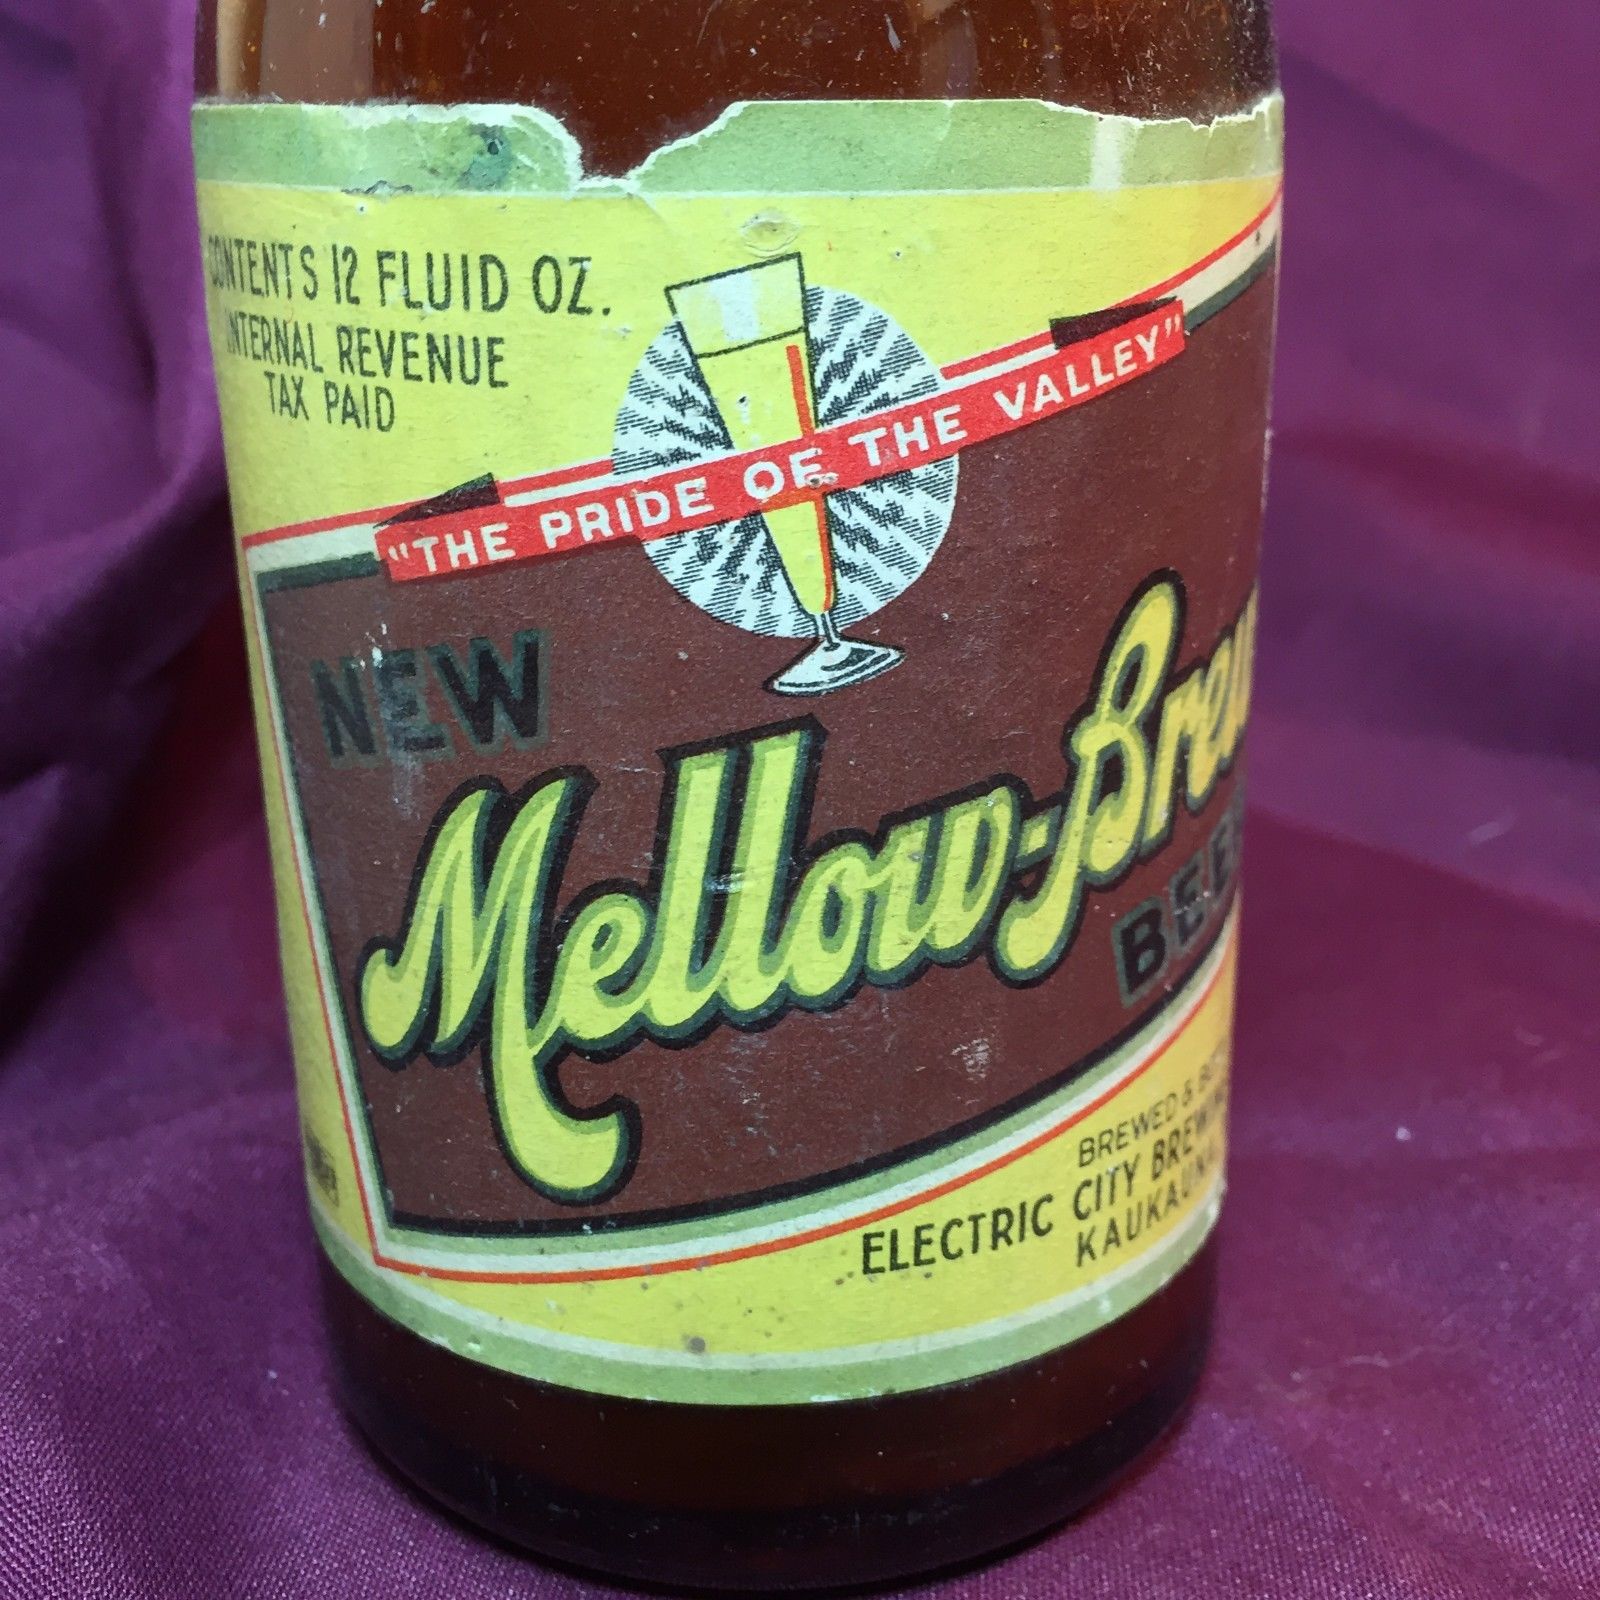 CONTENTS 12 FLUID OZ.
INTERNAL REVENUE
TAX PAID
"THE PRIDE OF THE VALLEY"
NEW
Mellow-Brew
BEER
BREWED &
ELECTRIC CITY